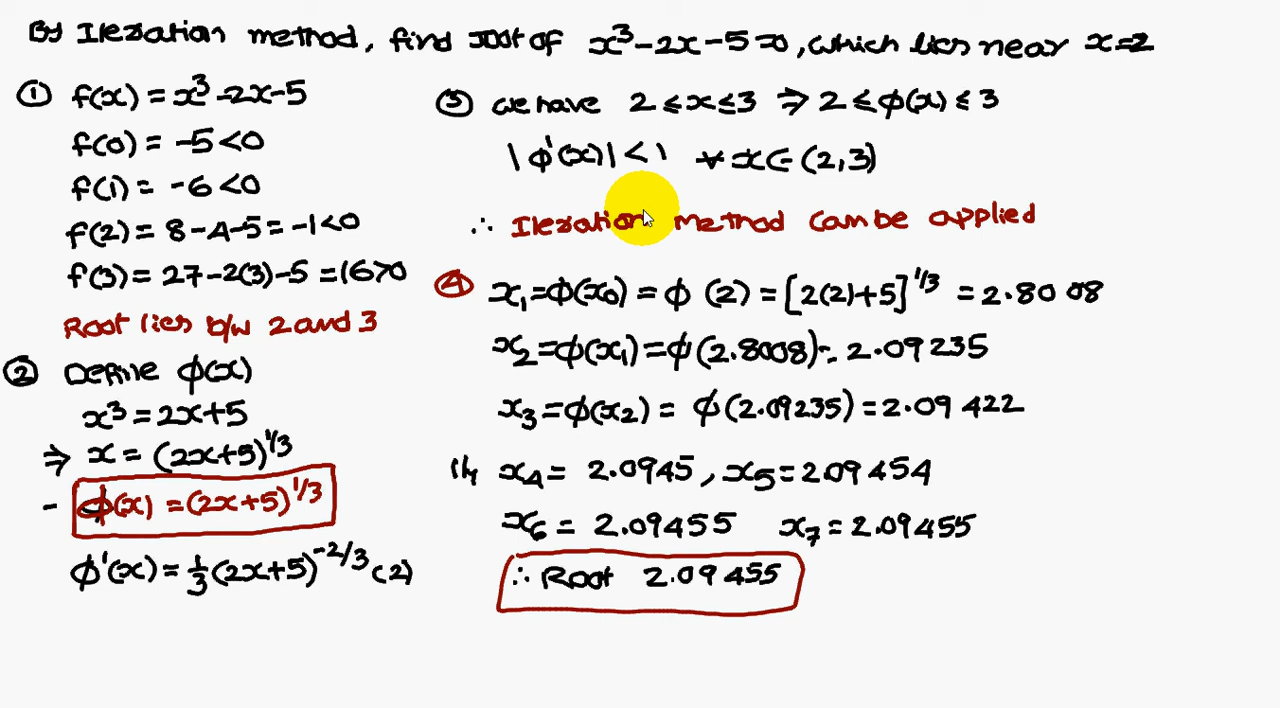 By Iteration method, find root of x³-2x-5=0, which lies near x=2
① f(x) = x³-2x-5
f(0) = -5<0
f(1) = -6<0
f(2) = 8-4-5=-1<0
f(3) = 27-2(3)-5=16>0
Root lies b/w 2 and 3
② Define ϕ(x)
x³ = 2x+5
⇒ x = (2x+5)^1/3
- ϕ(x) = (2x+5)^1/3
ϕ'(x) = 1/3 (2x+5)^-2/3 (2)
③ We have 2≤x≤3 ⇒ 2≤ϕ(x)≤3
|ϕ'(x)|<1 ∀ x∈(2,3)
∴ Iteration method can be applied
④ x₁=ϕ(x₀) = ϕ(2) = [2(2)+5]^1/3 = 2.8008
x₂=ϕ(x₁)=ϕ(2.8008)=2.09235
x₃=ϕ(x₂) = ϕ(2.09235)=2.09422
lly x₄= 2.0945, x₅=2.09454
x₆ = 2.09455 x₇=2.09455
∴ Root 2.09455